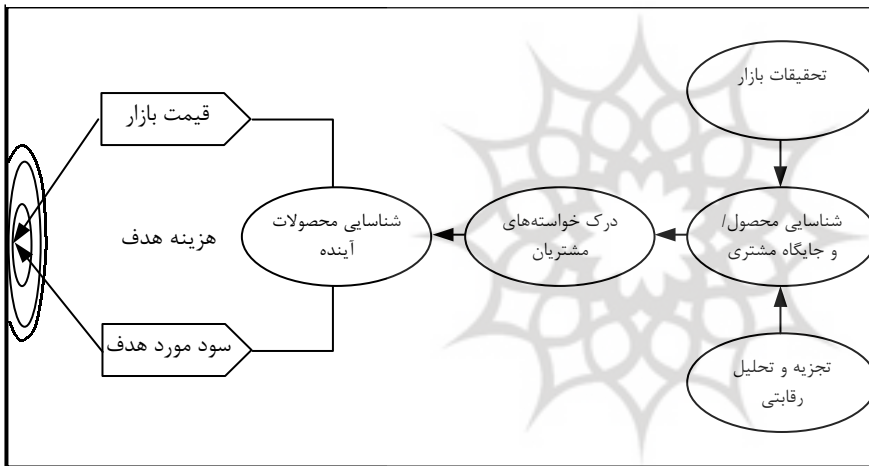 تحقیقات بازار
شناسایی محصول/
و جایگاه مشتری
تجزیه و تحلیل
رقابتی
درک خواسته‌های
مشتریان
شناسایی محصولات
آینده
قیمت بازار
هزینه هدف
سود مورد هدف